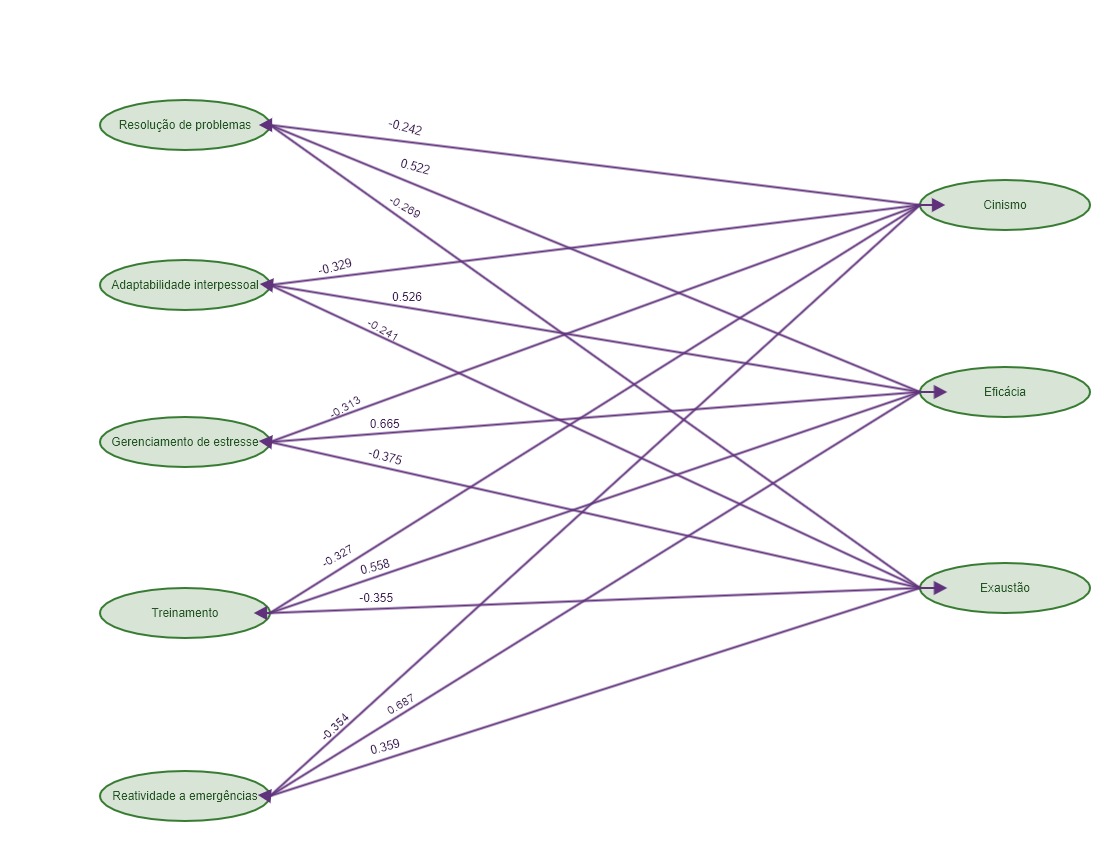 Resolução de problemas
-0.242
0.522
-0.269
Cinismo
Adaptabilidade interpessoal
-0.329
0.526
-0.241
Eficácia
Gerenciamento de estresse
-0.313
0.665
-0.375
Treinamento
-0.327
0.558
-0.355
Exaustão
Reatividade a emergências
-0.354
0.687
0.359